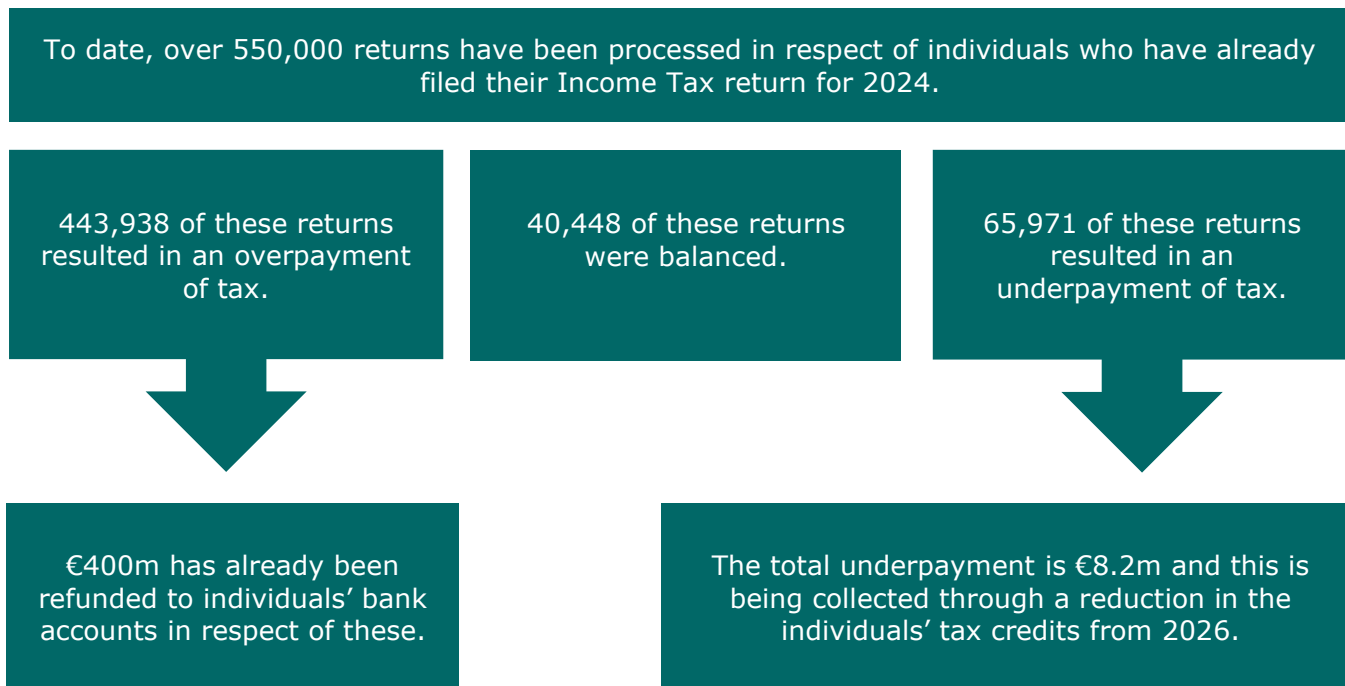 To date, over 550,000 returns have been processed in respect of individuals who have already
filed their Income Tax return for 2024.
443,938 of these returns
resulted in an overpayment
of tax.
40,448 of these returns
were balanced.
65,971 of these returns
resulted in an
underpayment of tax.
€400m has already been
refunded to individuals’ bank
accounts in respect of these.
The total underpayment is €8.2m and this is
being collected through a reduction in the
individuals’ tax credits from 2026.